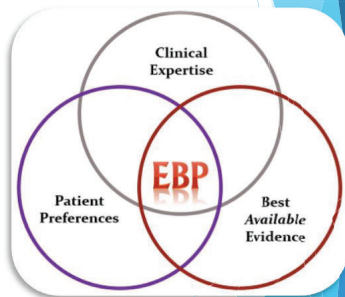 Clinical
Expertise
EBP
Patient
Preferences
Best
Available
Evidence